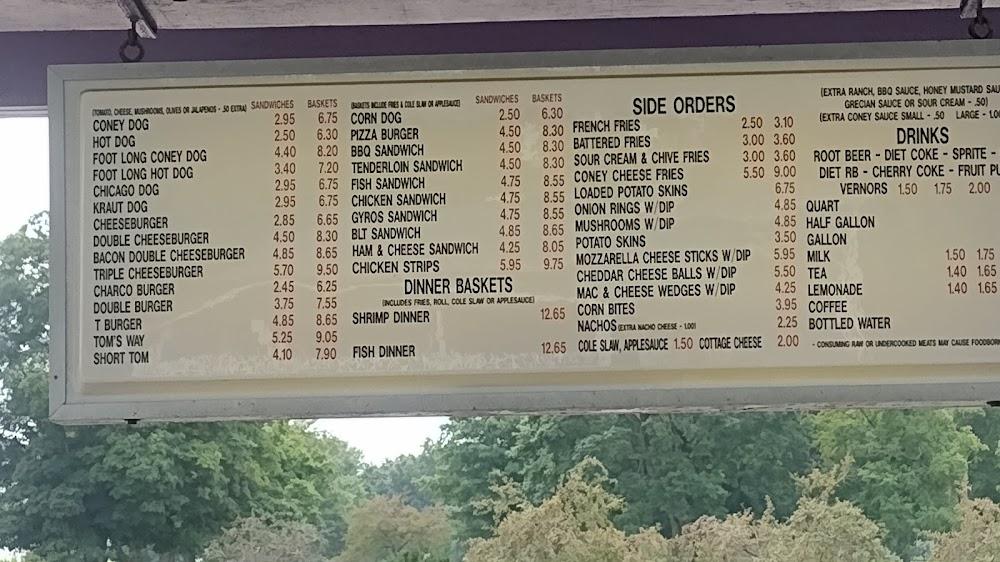 (TOMATO, CHEESE, MUSHROOMS, OLIVES OR JALAPENOS - .50 EXTRA) SANDWICHES BASKETS
CONEY DOG 2.95 6.75
HOT DOG 2.50 6.30
FOOT LONG CONEY DOG 4.40 8.20
FOOT LONG HOT DOG 3.40 7.20
CHICAGO DOG 2.95 6.75
KRAUT DOG 2.95 6.75
CHEESEBURGER 2.85 6.65
DOUBLE CHEESEBURGER 4.50 8.30
BACON DOUBLE CHEESEBURGER 4.85 8.65
TRIPLE CHEESEBURGER 5.70 9.50
CHARCO BURGER 2.45 6.25
DOUBLE BURGER 3.75 7.55
T BURGER 4.85 8.65
TOM'S WAY 5.25 9.05
SHORT TOM 4.10 7.90
(BASKETS INCLUDE FRIES & COLE SLAW OR APPLESAUCE) SANDWICHES BASKETS
CORN DOG 2.50 6.30
PIZZA BURGER 4.50 8.30
BBQ SANDWICH 4.50 8.30
TENDERLOIN SANDWICH 4.50 8.30
FISH SANDWICH 4.75 8.55
CHICKEN SANDWICH 4.75 8.55
GYROS SANDWICH 4.75 8.55
BLT SANDWICH 4.85 8.65
HAM & CHEESE SANDWICH 4.25 8.05
CHICKEN STRIPS 5.95 9.75
DINNER BASKETS
(INCLUDES FRIES, ROLL, COLE SLAW OR APPLESAUCE)
SHRIMP DINNER 12.65
FISH DINNER 12.65
SIDE ORDERS
FRENCH FRIES 2.50 3.10
BATTERED FRIES 3.00 3.60
SOUR CREAM & CHIVE FRIES 3.00 3.60
CONEY CHEESE FRIES 5.50 9.00
LOADED POTATO SKINS 6.75
ONION RINGS W/DIP 4.85
MUSHROOMS W/DIP 4.85
POTATO SKINS 3.50
MOZZARELLA CHEESE STICKS W/DIP 5.95
CHEDDAR CHEESE BALLS W/DIP 5.50
MAC & CHEESE WEDGES W/DIP 4.25
CORN BITES 3.95
NACHOS (EXTRA NACHO CHEESE - 1.00) 2.25
COLE SLAW, APPLESAUCE 1.50 COTTAGE CHEESE 2.00
(EXTRA RANCH, BBQ SAUCE, HONEY MUSTARD SAU
GRECIAN SAUCE OR SOUR CREAM - .50)
(EXTRA CONEY SAUCE SMALL - .50 LARGE - 1.00
DRINKS
ROOT BEER - DIET COKE - SPRITE -
DIET RB - CHERRY COKE - FRUIT PU
VERNORS 1.50 1.75 2.00
QUART
HALF GALLON
GALLON
MILK 1.50 1.75
TEA 1.40 1.65
LEMONADE 1.40 1.65
COFFEE
BOTTLED WATER
- CONSUMING RAW OR UNDERCOOKED MEATS MAY CAUSE FOODBORN